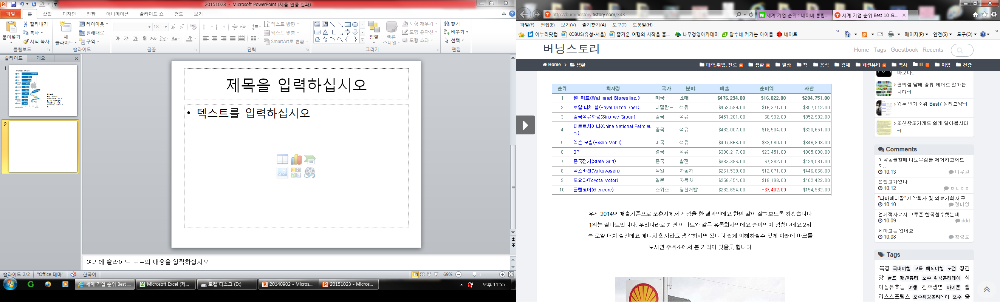 20151023 - Microsoft PowerPoint (제품 인증 실패)
파일 홈 삽입 디자인 전환 애니메이션 슬라이드 쇼 검토 보기
붙여넣기 잘라내기 복사 서식 복사
클립보드
새 슬라이드 레이아웃 원래대로 구역
슬라이드
18
가 가 가 S 가나 Aa 가
글꼴
텍스트 방향
텍스트 맞춤
SmartArt로 변환
단락
정렬 빠른 스타일 도형 채우기 도형 윤곽선 도형 효과
그리기
찾기 바꾸기 선택
편집
슬라이드 개요
1
2
제목을 입력하십시오
• 텍스트를 입력하십시오
여기에 슬라이드 노트의 내용을 입력하십시오
슬라이드 2/2 "Office 테마" 한국어 69%
세계 기업 순위 Best ... Microsoft Excel (제... 로컬 디스크 (D:) 20140902 - Micros... 20151023 - Micros... 오후 11:55
http://burningstory.tistory.com/343
세계 기업 순위 : 네이버 통합... 세계 기업 순위 Best 10 요...
파일(F) 편집(E) 보기(V) 즐겨찾기(A) 도구(T) 도움말(H)
에누리닷컴 KOBUS(유성-서울) 즐거운 여행의 시작을 홈... 나무경영아카데미 잠수네 커가는 아이들 네이트 페이지(P) 안전(S) 도구(O)
버닝스토리
Home Tags Guestbook Recents
Home > 생활 대학,취업, 진로 생활 일상 책 음식 경제 패션뷰티 역사 IT 여행 건강
순위 회사명 국가 분야 매출 순이익 자산
1 월-마트(Wal-mart Stores Inc.) 미국 소매 $476,294.00 $16,022.00 $204,751.00
2 로얄 더치 셸(Royal Dutch Shell) 네덜란드 석유 $459,599.00 $16,371.00 $357,512.00
3 중국석유화공(Sinopec Group) 중국 석유 $457,201.00 $8,932.00 $352,982.00
4 페트로차이나(China National Petroleu
m) 중국 석유 $432,007.00 $18,504.00 $620,651.00
5 엑슨 모빌(Exxon Mobil) 미국 석유 $407,666.00 $32,580.00 $346,808.00
6 BP 영국 석유 $396,217.00 $23,451.00 $305,690.00
7 중국전기(State Grid) 중국 발전 $333,386.00 $7,982.00 $424,531.00
8 폭스바겐(Volkswagen) 독일 자동차 $261,539.00 $12,071.00 $446,866.00
9 도요타(Toyota Motor) 일본 자동차 $256,454.00 $18,198.00 $402,422.00
10 글렌코어(Glencore) 스위스 광산개발 $232,694.00 -$7,402.00 $154,932.00
우선 2014년 매출기준으로 포춘지에서 선정을 한 결과인데요 한번 같이 살펴보도록 하겠습니다
1위는 월마트입니다. 우리나라로 치면 이마트와 같은 유통회사인데요 순이익이 엄청나네요 2위
는 로얄 더치 셸인데요 에너지 회사라고 생각하시면 됩니다 쉽게 이해하쉴수 있게 아래에 마크를
보시면 주유소에서 본 기억이 있을듯 합니다
아보아..
> 편의점 담배 종류 제대로 알아봅
시다~!
> 웹툰 인기순위 Best7 정리요약~!
> 조선왕조가계도 쉽게 알아봅시다
~!
Comments
이작동을할때 나노유심을 제거하고해도
되..
10.13 나우걸
선린고가없나
10.12 ㅁㄴㅇㄹ
"파마메디잡" 제약회사 및 의료기회사 구..
10.10 정미영
언제적자료지 그루폰 한국철수햇는데
10.09 ddd
세마고는 업네요
10.08 황정호
Tags
북경 국내여행 교육 해외여행 도전 장건
강 골프 패션뷰티 호주 워킹홀리데이 식
이섬유효능 여행 진주냉면 아이폰 앨
리스스프링스 호주워킹홀리데이 호주 중